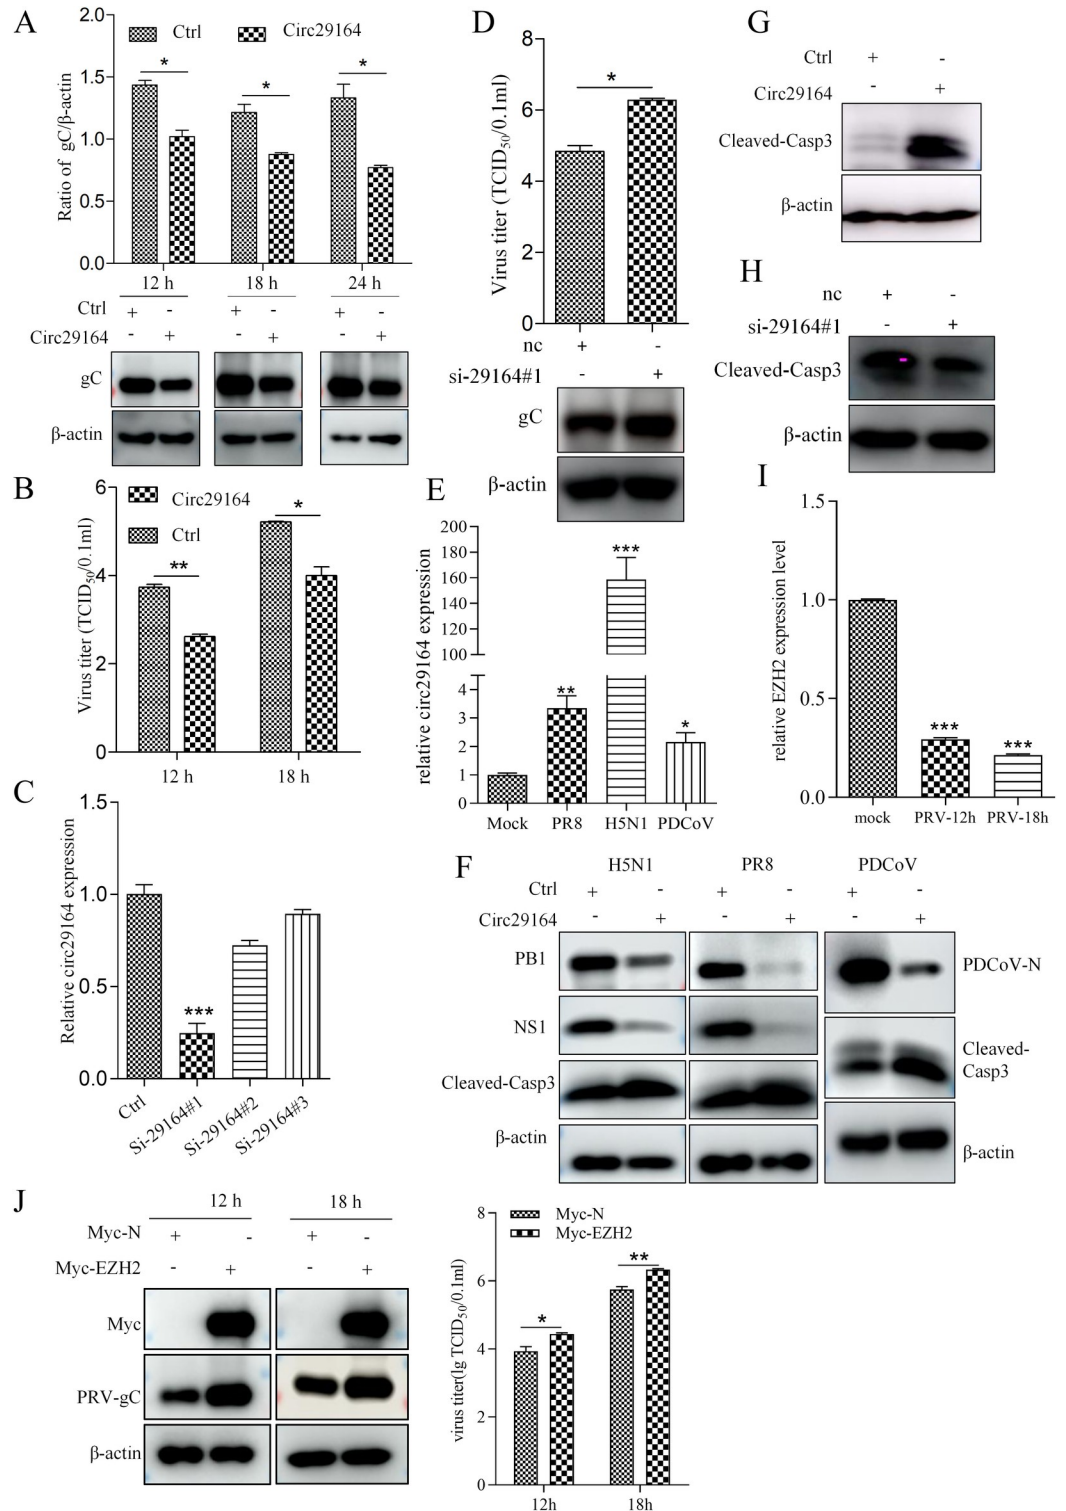 A
Ctrl
Circ29164
Ratio of gC/β-actin
2.0
1.5
1.0
0.5
0.0
*
*
*
12 h
18 h
24 h
Ctrl + - + - + -
Circ29164 - + - + - +
gC
β-actin
B
Circ29164
Ctrl
Virus titer (TCID50/0.1ml)
6
4
2
0
**
*
12 h
18 h
C
Relative circ29164 expression
1.5
1.0
0.5
0.0
***
Ctrl
Si-29164#1
Si-29164#2
Si-29164#3
D
Virus titer (TCID50/0.1ml)
8
6
4
2
0
*
nc + -
si-29164#1 - +
gC
β-actin
E
relative circ29164 expression
200
180
160
140
120
100
4
3
2
1
0
**
***
*
Mock
PR8
H5N1
PDCoV
F
H5N1
PR8
PDCoV
Ctrl + - + - + -
Circ29164 - + - + - +
PB1
NS1
Cleaved-Casp3
β-actin
PDCoV-N
Cleaved-
Casp3
β-actin
G
Ctrl + -
Circ29164 - +
Cleaved-Casp3
β-actin
H
nc + -
si-29164#1 - +
Cleaved-Casp3
β-actin
I
relative EZH2 expression level
1.5
1.0
0.5
0.0
***
***
mock
PRV-12h
PRV-18h
J
12 h
18 h
Myc-N + - + -
Myc-EZH2 - + - +
Myc
PRV-gC
β-actin
Myc-N
Myc-EZH2
virus titer(lg TCID50/0.1ml)
8
6
4
2
0
*
**
12h
18h